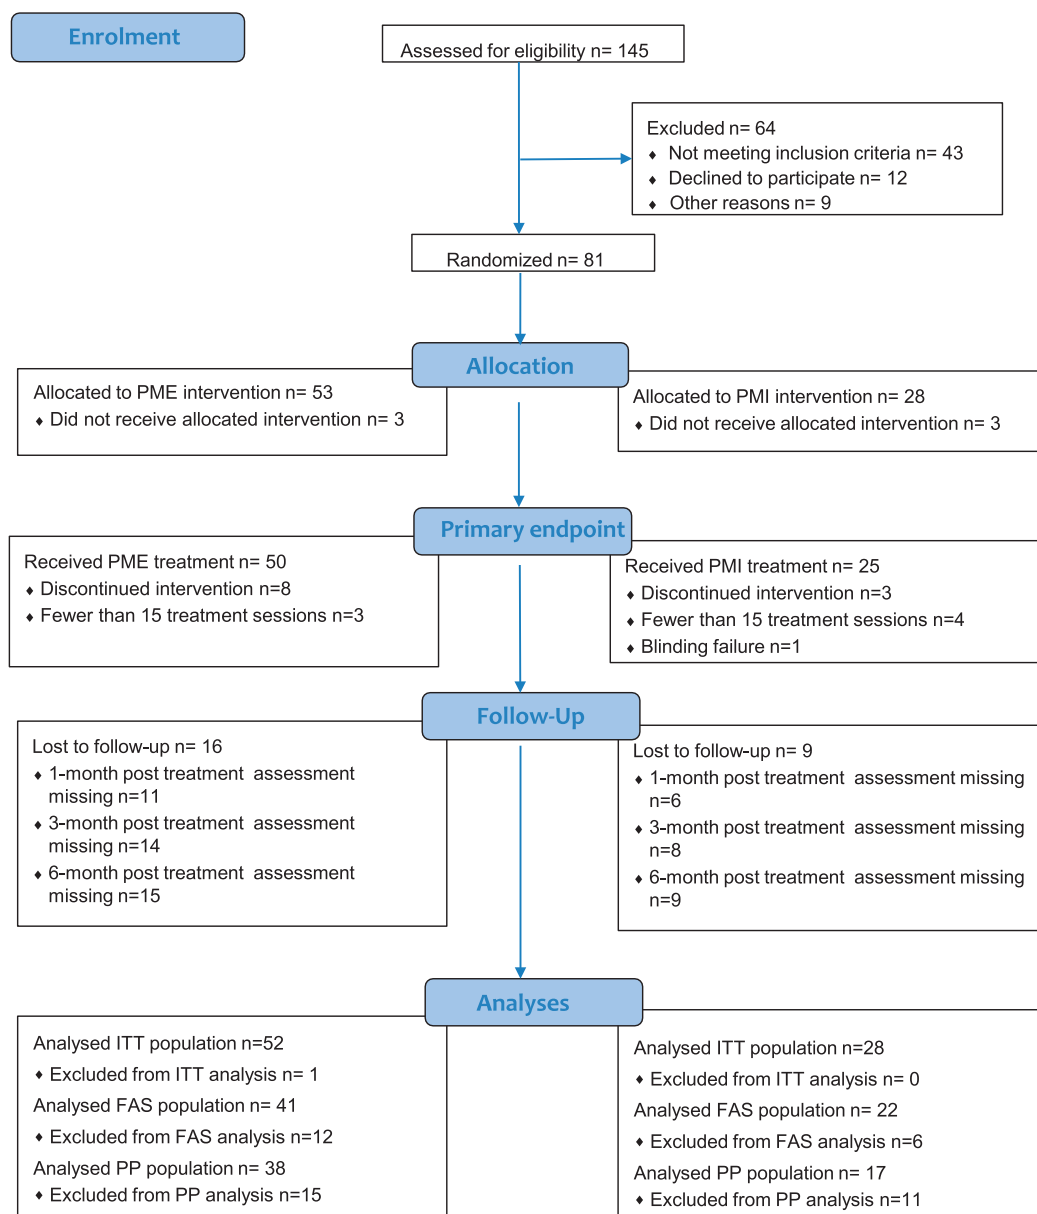 Enrolment
Assessed for eligibility n= 145
Excluded n= 64
♦ Not meeting inclusion criteria n= 43
♦ Declined to participate n= 12
♦ Other reasons n= 9
Randomized n= 81
Allocation
Allocated to PME intervention n= 53
♦ Did not receive allocated intervention n= 3
Allocated to PMI intervention n= 28
♦ Did not receive allocated intervention n= 3
Primary endpoint
Received PME treatment n= 50
♦ Discontinued intervention n=8
♦ Fewer than 15 treatment sessions n=3
Received PMI treatment n= 25
♦ Discontinued intervention n=3
♦ Fewer than 15 treatment sessions n=4
♦ Blinding failure n=1
Follow-Up
Lost to follow-up n= 16
♦ 1-month post treatment assessment
missing n=11
♦ 3-month post treatment assessment
missing n=14
♦ 6-month post treatment assessment
missing n=15
Lost to follow-up n= 9
♦ 1-month post treatment assessment missing
n=6
♦ 3-month post treatment assessment missing
n=8
♦ 6-month post treatment assessment missing
n=9
Analyses
Analysed ITT population n=52
♦ Excluded from ITT analysis n= 1
Analysed FAS population n= 41
♦ Excluded from FAS analysis n=12
Analysed PP population n= 38
♦ Excluded from PP analysis n=15
Analysed ITT population n=28
♦ Excluded from ITT analysis n= 0
Analysed FAS population n= 22
♦ Excluded from FAS analysis n=6
Analysed PP population n= 17
♦ Excluded from PP analysis n=11